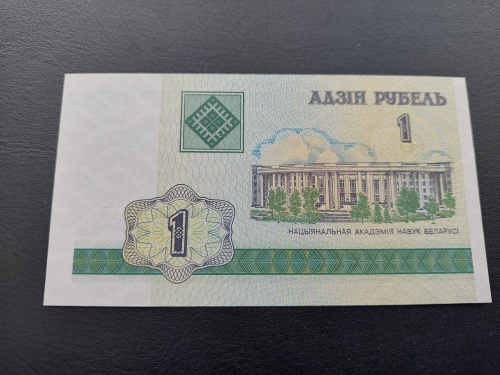 АДЗІН РУБЕЛЬ
1
НАЦЫЯНАЛЬНАЯ АКАДЭМІЯ НАВУК БЕЛАРУСІ
1